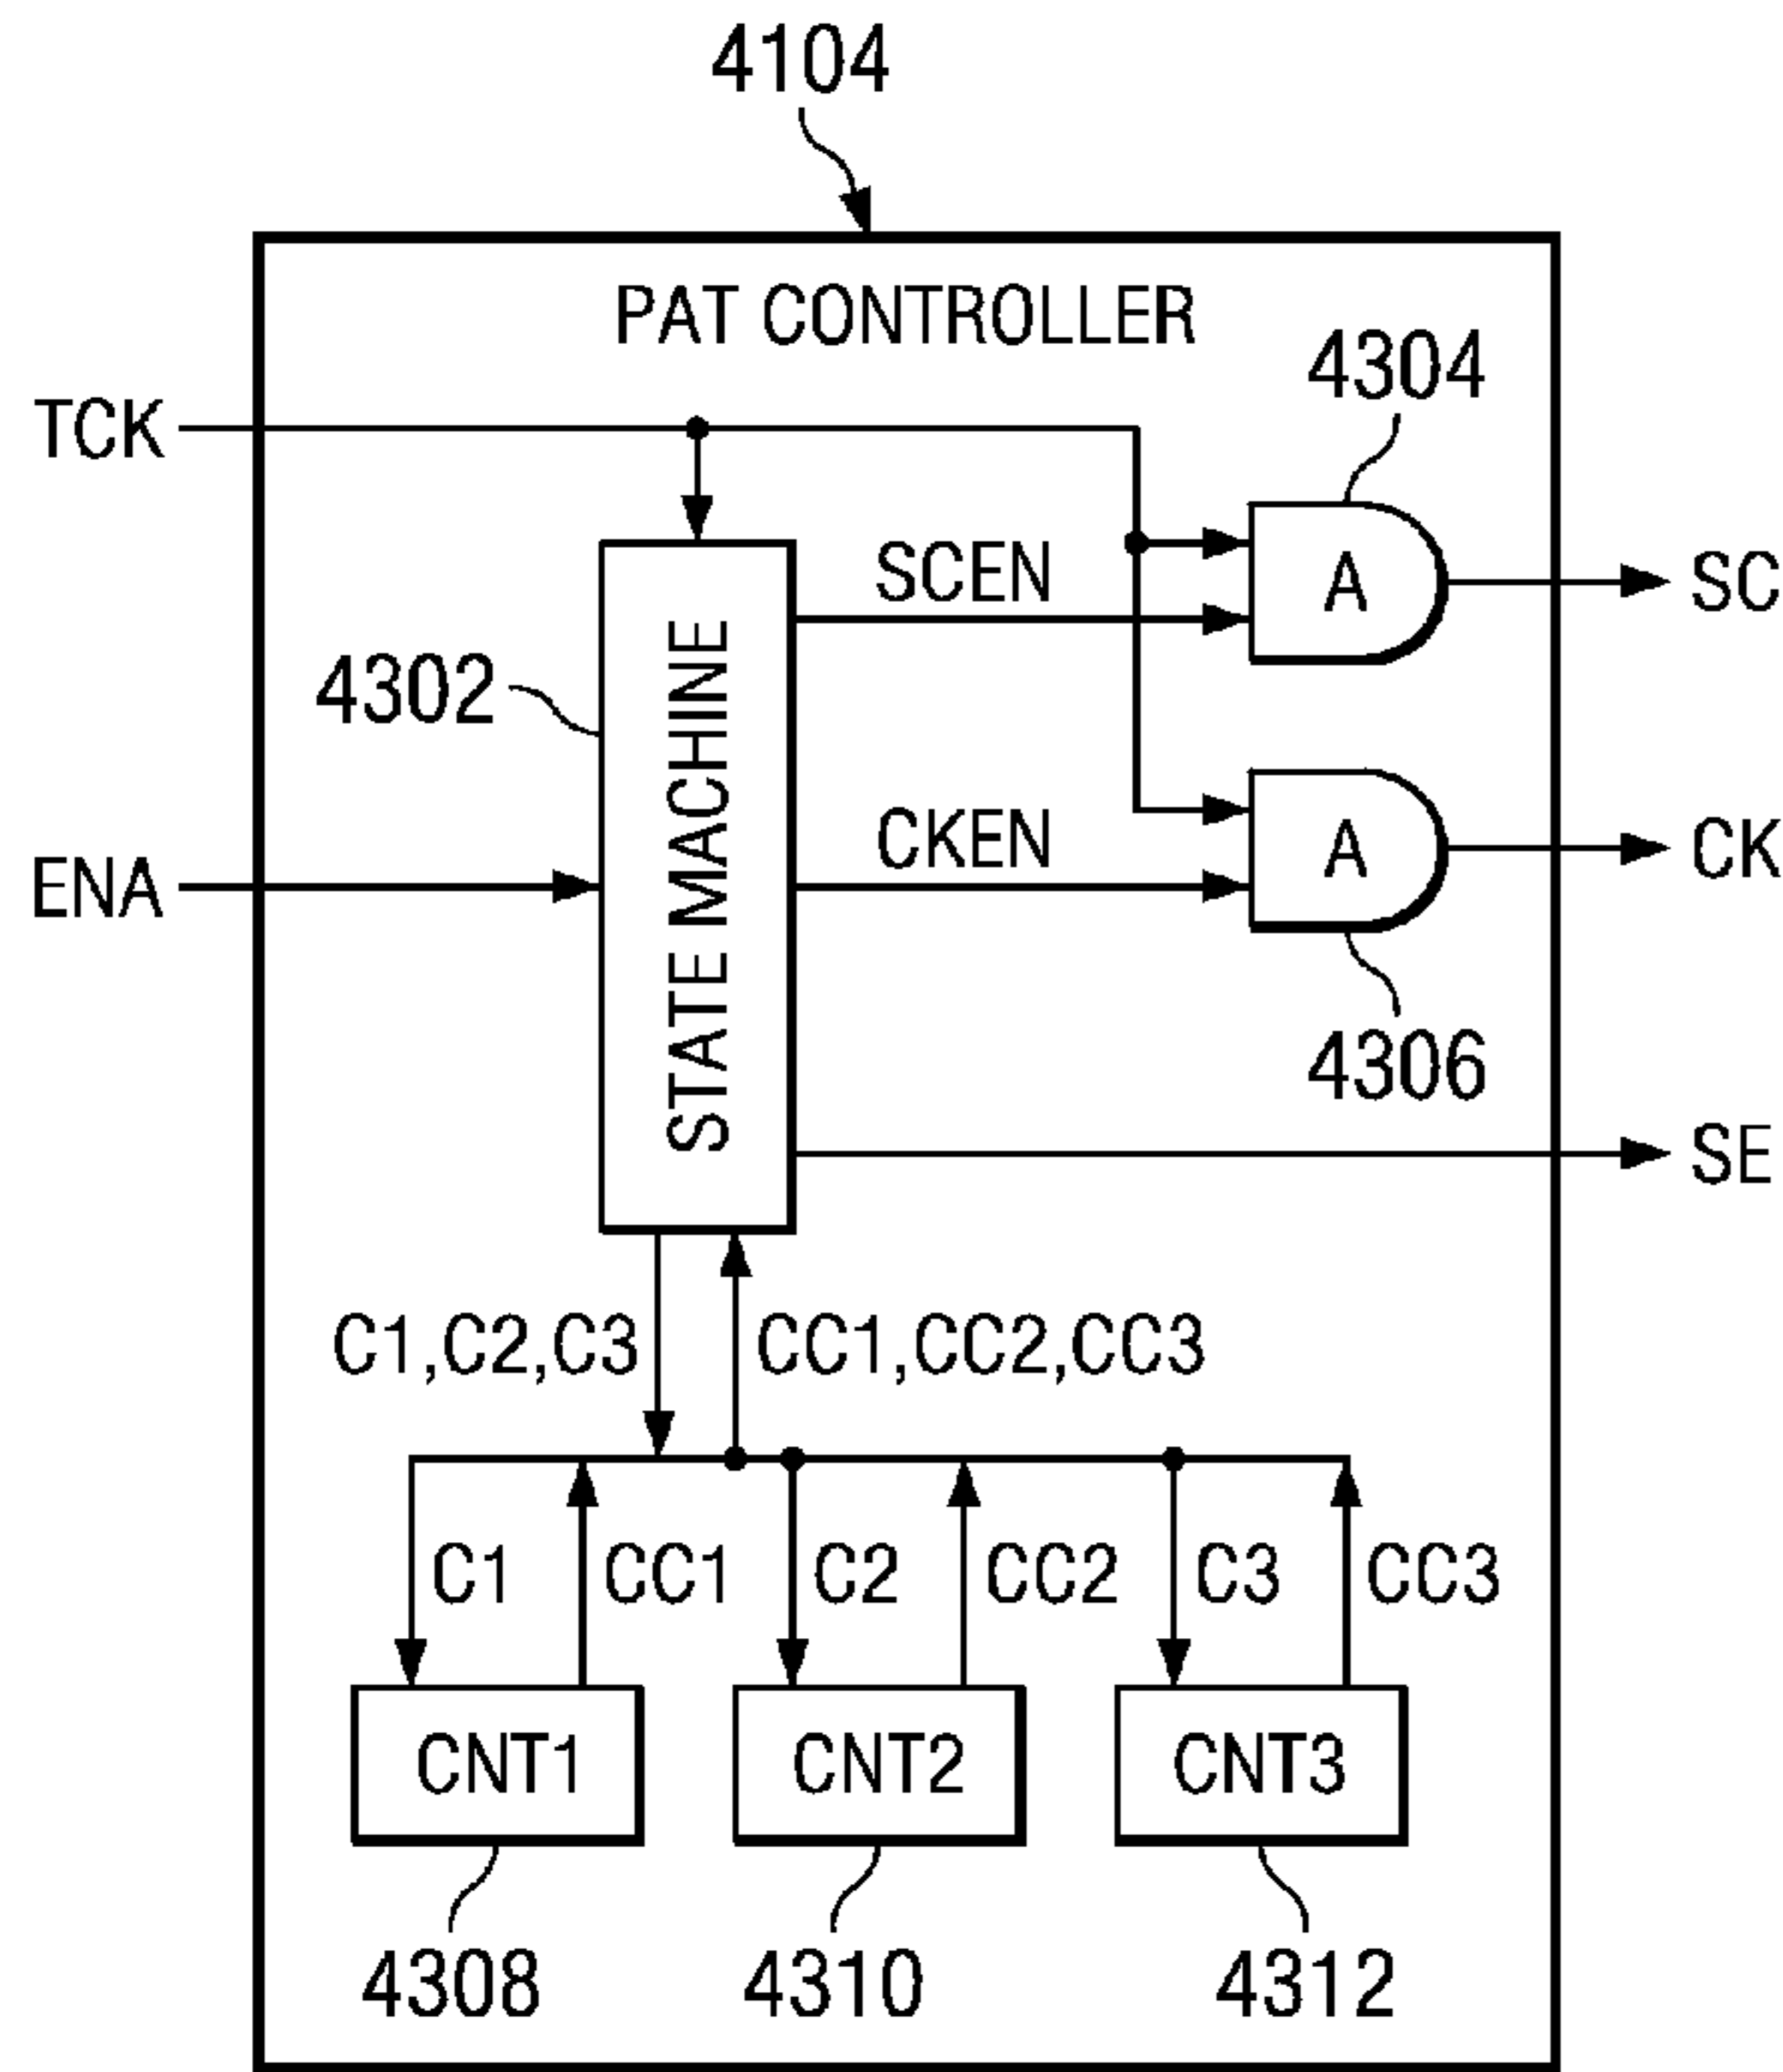 4104
PAT CONTROLLER
4304
TCK
SCEN
A
SC
4302
STATE MACHINE
CKEN
A
CK
ENA
4306
SE
C1,C2,C3
CC1,CC2,CC3
C1
CC1
C2
CC2
C3
CC3
CNT1
CNT2
CNT3
4308
4310
4312